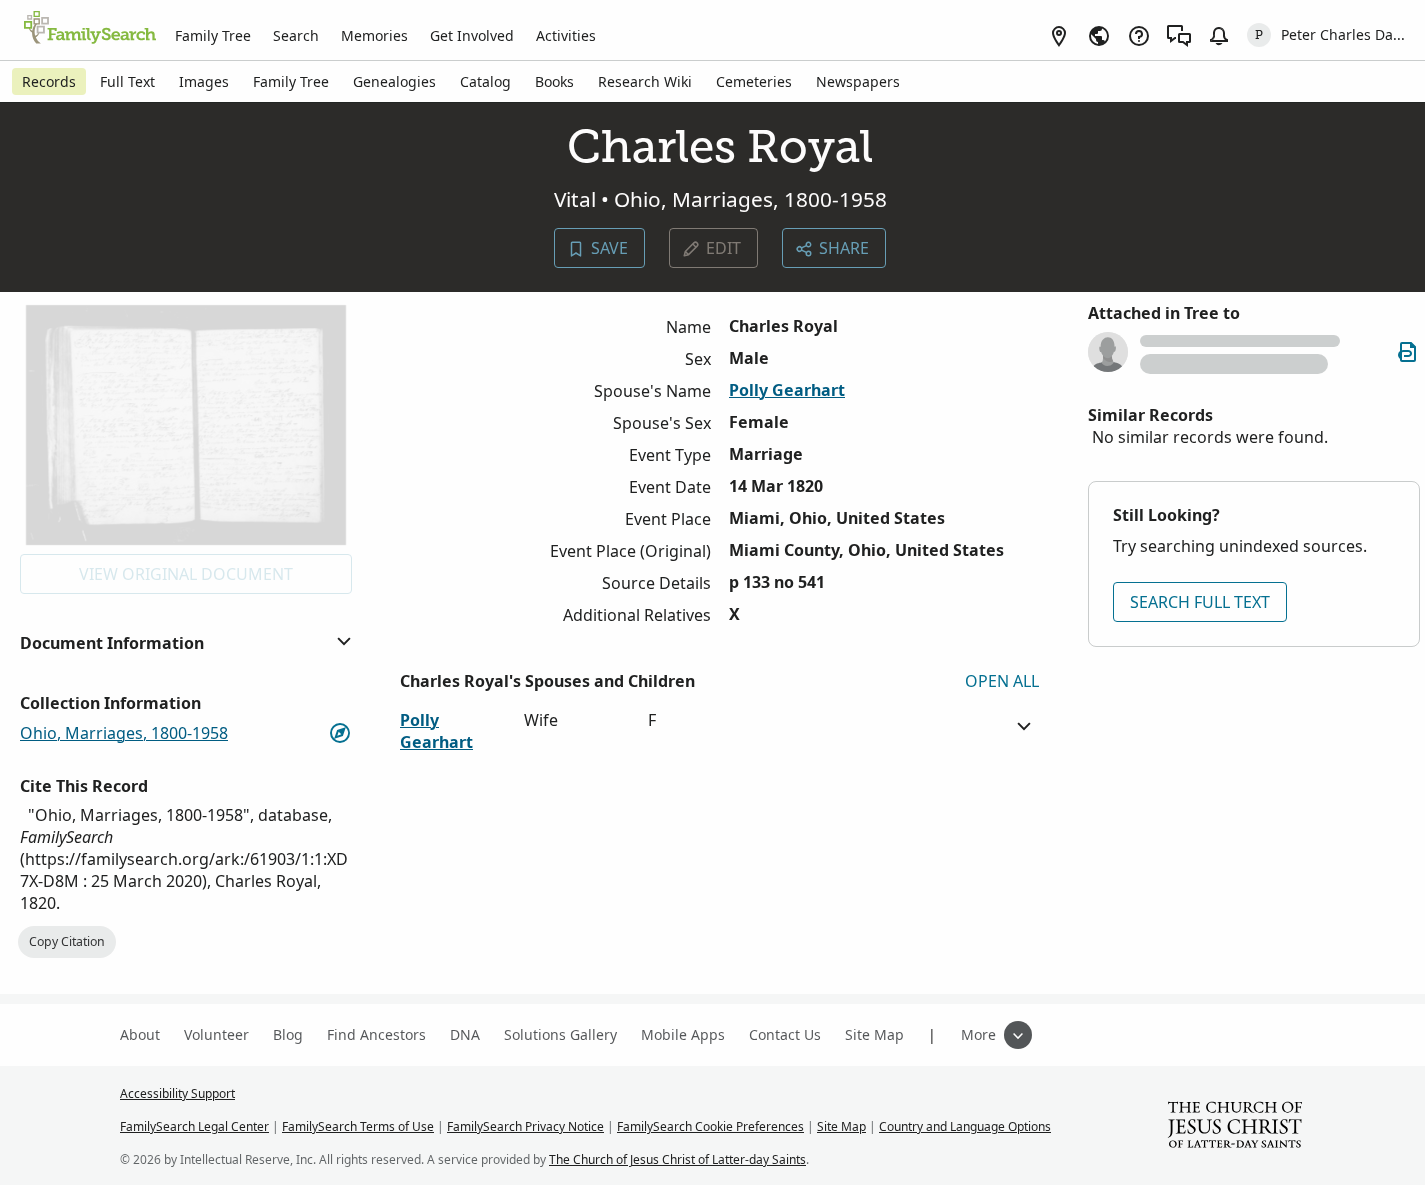 FamilySearch Family Tree Search Memories Get Involved Activities P Peter Charles Da...
Records Full Text Images Family Tree Genealogies Catalog Books Research Wiki Cemeteries Newspapers
Charles Royal
Vital • Ohio, Marriages, 1800-1958
SAVE EDIT SHARE
VIEW ORIGINAL DOCUMENT
Document Information
Collection Information
Ohio, Marriages, 1800-1958
Cite This Record
"Ohio, Marriages, 1800-1958", database,
FamilySearch
(https://familysearch.org/ark:/61903/1:1:XD
7X-D8M : 25 March 2020), Charles Royal,
1820.
Copy Citation
Name Charles Royal
Sex Male
Spouse's Name Polly Gearhart
Spouse's Sex Female
Event Type Marriage
Event Date 14 Mar 1820
Event Place Miami, Ohio, United States
Event Place (Original) Miami County, Ohio, United States
Source Details p 133 no 541
Additional Relatives X
Charles Royal's Spouses and Children OPEN ALL
Polly Wife F
Gearhart
Attached in Tree to
Similar Records
No similar records were found.
Still Looking?
Try searching unindexed sources.
SEARCH FULL TEXT
About Volunteer Blog Find Ancestors DNA Solutions Gallery Mobile Apps Contact Us Site Map | More
Accessibility Support
FamilySearch Legal Center | FamilySearch Terms of Use | FamilySearch Privacy Notice | FamilySearch Cookie Preferences | Site Map | Country and Language Options
© 2026 by Intellectual Reserve, Inc. All rights reserved. A service provided by The Church of Jesus Christ of Latter-day Saints.
THE CHURCH OF
JESUS CHRIST
OF LATTER-DAY SAINTS